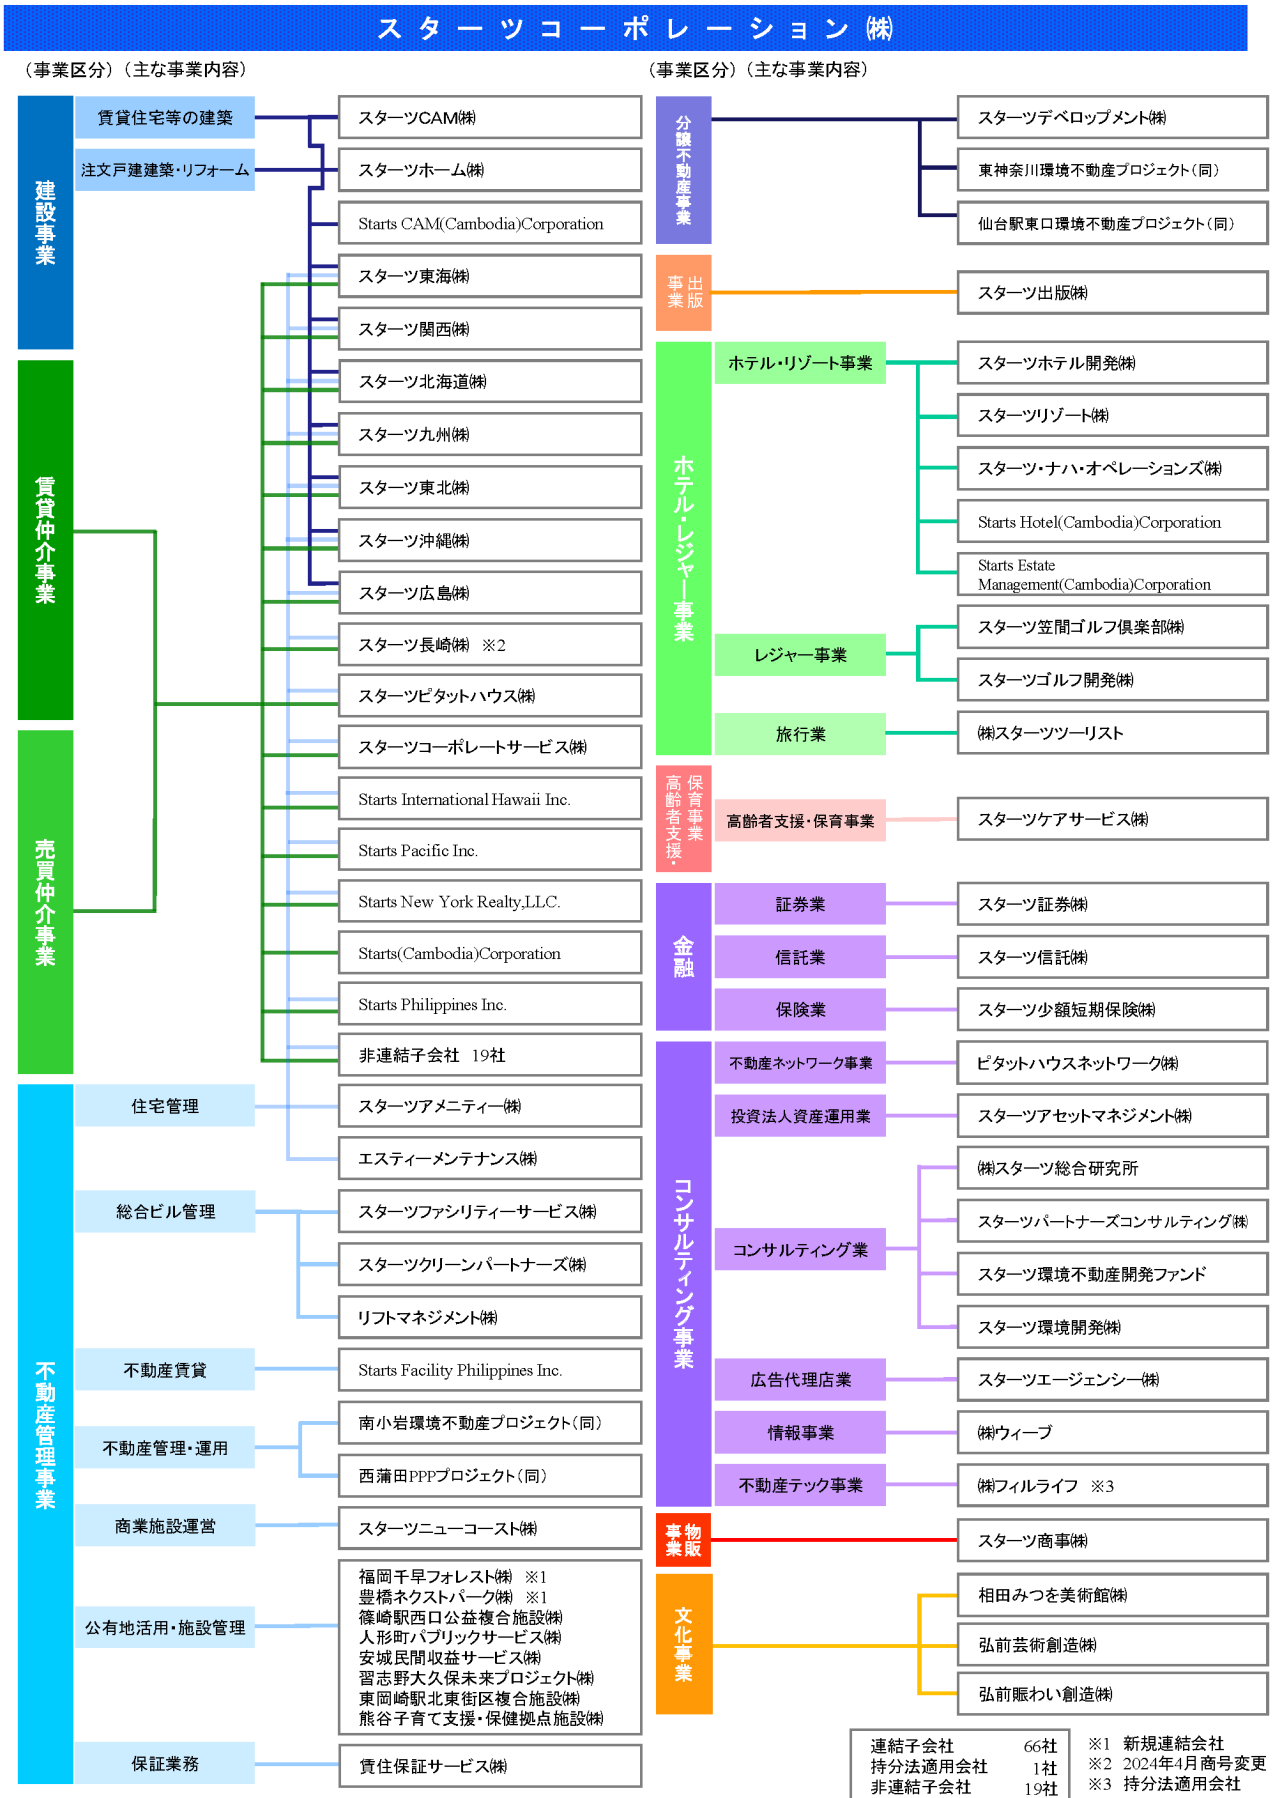 スターツコーポレーション㈱
（事業区分）（主な事業内容）
建設事業
賃貸住宅等の建築
注文戸建建築・リフォーム
賃貸仲介事業
売買仲介事業
スターツCAM㈱
スターツホーム㈱
Starts CAM(Cambodia)Corporation
スターツ東海㈱
スターツ関西㈱
スターツ北海道㈱
スターツ九州㈱
スターツ東北㈱
スターツ沖縄㈱
スターツ広島㈱
スターツ長崎㈱ ※2
スターツピタットハウス㈱
スターツコーポレートサービス㈱
Starts International Hawaii Inc.
Starts Pacific Inc.
Starts New York Realty,LLC.
Starts(Cambodia)Corporation
Starts Philippines Inc.
非連結子会社 19社
不動産管理事業
住宅管理
スターツアメニティー㈱
エスティーメンテナンス㈱
総合ビル管理
スターツファシリティーサービス㈱
スターツクリーンパートナーズ㈱
リフトマネジメント㈱
不動産賃貸
Starts Facility Philippines Inc.
不動産管理・運用
南小岩環境不動産プロジェクト（同）
西蒲田PPPプロジェクト（同）
商業施設運営
スターツニューコースト㈱
公有地活用・施設管理
福岡千早フォレスト㈱ ※1
豊橋ネクストパーク㈱ ※1
篠崎駅西口公益複合施設㈱
人形町パブリックサービス㈱
安城民間収益サービス㈱
習志野大久保未来プロジェクト㈱
東岡崎駅北東街区複合施設㈱
熊谷子育て支援・保健拠点施設㈱
保証業務
賃住保証サービス㈱
（事業区分）（主な事業内容）
分譲不動産事業
スターツデベロップメント㈱
東神奈川環境不動産プロジェクト（同）
仙台駅東口環境不動産プロジェクト（同）
出版
事業
スターツ出版㈱
ホテル・レジャー事業
ホテル・リゾート事業
スターツホテル開発㈱
スターツリゾート㈱
スターツ・ナハ・オペレーションズ㈱
Starts Hotel(Cambodia)Corporation
Starts Estate
Management(Cambodia)Corporation
レジャー事業
スターツ笠間ゴルフ倶楽部㈱
スターツゴルフ開発㈱
旅行業
㈱スターツツーリスト
高齢者支援・
保育事業
高齢者支援・保育事業
スターツケアサービス㈱
金融
証券業
スターツ証券㈱
信託業
スターツ信託㈱
保険業
スターツ少額短期保険㈱
コンサルティング事業
不動産ネットワーク事業
ピタットハウスネットワーク㈱
投資法人資産運用業
スターツアセットマネジメント㈱
コンサルティング業
㈱スターツ総合研究所
スターツパートナーズコンサルティング㈱
スターツ環境不動産開発ファンド
スターツ環境開発㈱
広告代理店業
スターツエージェンシー㈱
情報事業
㈱ウィーブ
不動産テック事業
㈱フィルライフ ※3
物販
事業
スターツ商事㈱
文化事業
相田みつを美術館㈱
弘前芸術創造㈱
弘前賑わい創造㈱
連結子会社 66社
持分法適用会社 1社
非連結子会社 19社
※1 新規連結会社
※2 2024年4月商号変更
※3 持分法適用会社